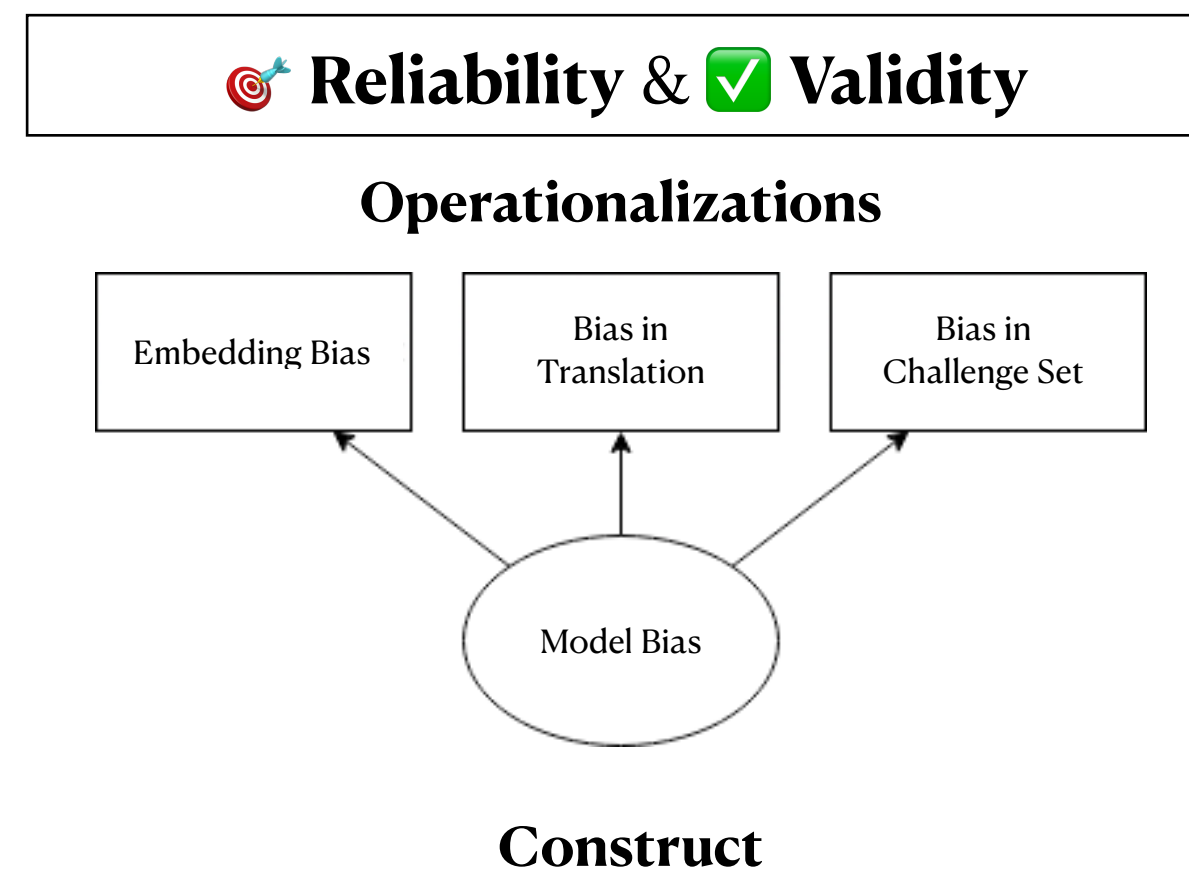 🎯 Reliability & ✅ Validity
Operationalizations
Embedding Bias
Bias in
Translation
Bias in
Challenge Set
Model Bias
Construct